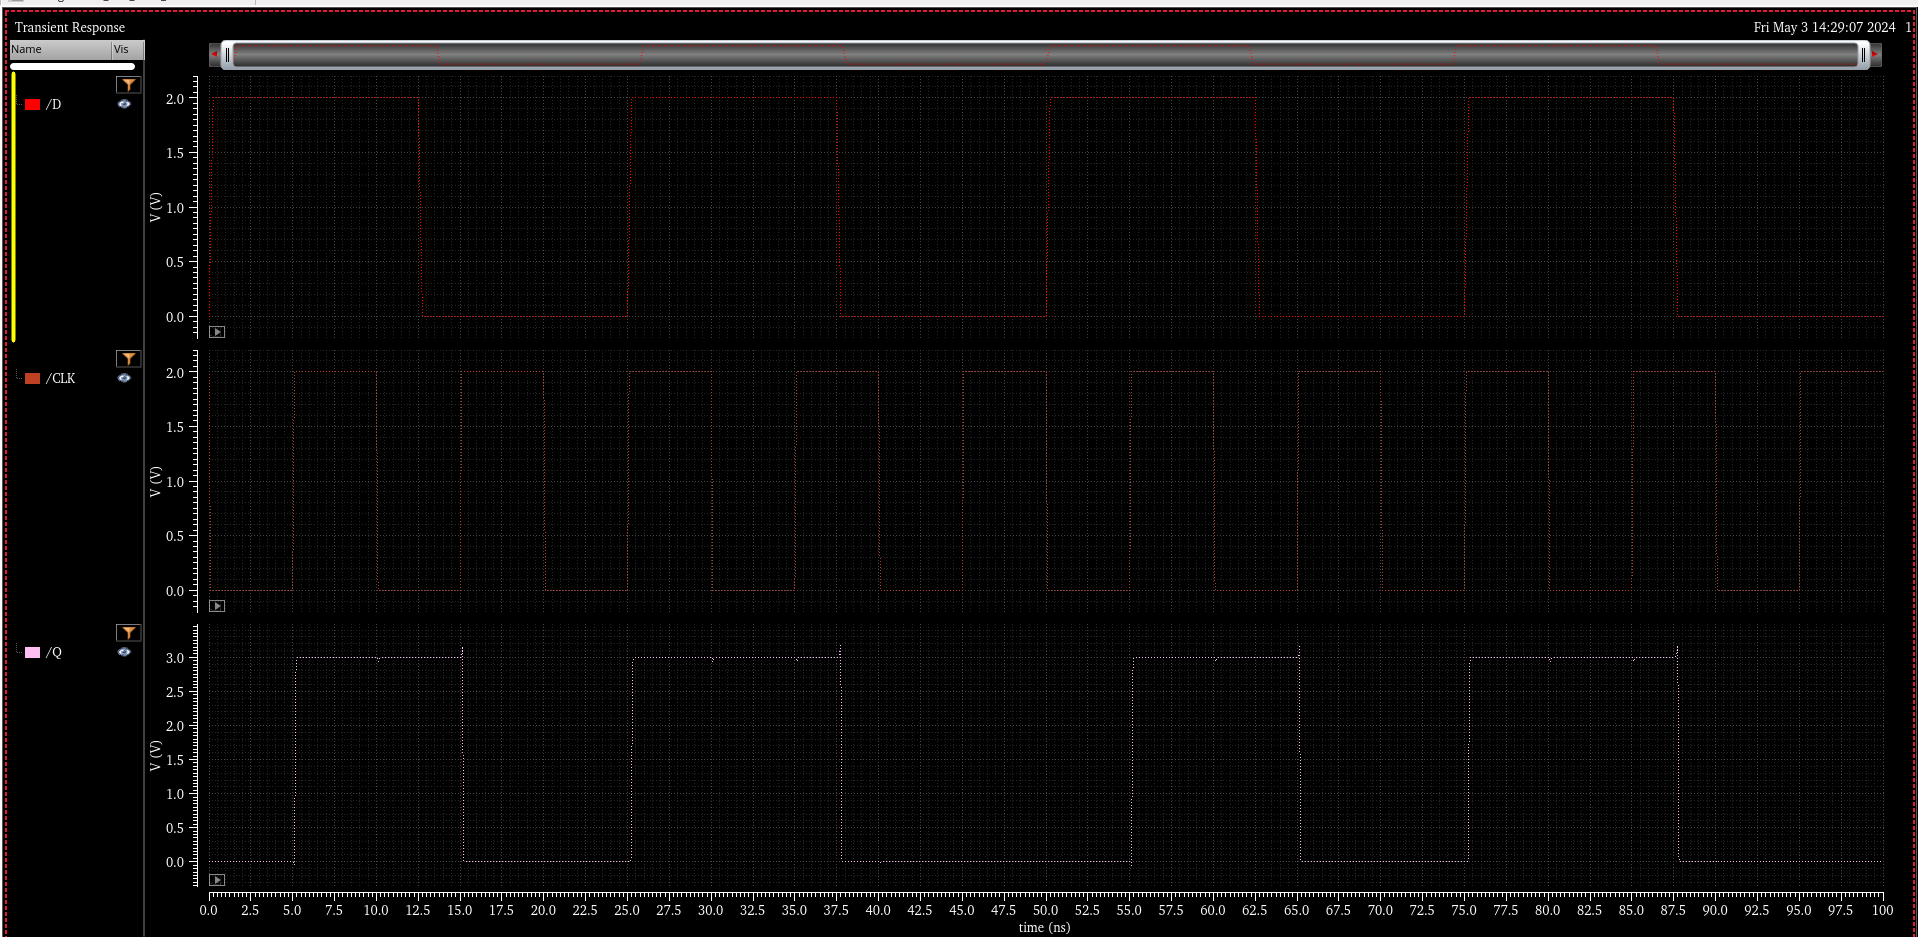 Transient Response
Fri May 3 14:29:07 2024 1
Name Vis
/D
2.0
1.5
1.0
0.5
0.0
V (V)
/CLK
2.0
1.5
1.0
0.5
0.0
V (V)
/Q
3.0
2.5
2.0
1.5
1.0
0.5
0.0
V (V)
0.0 2.5 5.0 7.5 10.0 12.5 15.0 17.5 20.0 22.5 25.0 27.5 30.0 32.5 35.0 37.5 40.0 42.5 45.0 47.5 50.0 52.5 55.0 57.5 60.0 62.5 65.0 67.5 70.0 72.5 75.0 77.5 80.0 82.5 85.0 87.5 90.0 92.5 95.0 97.5 100
time (ns)